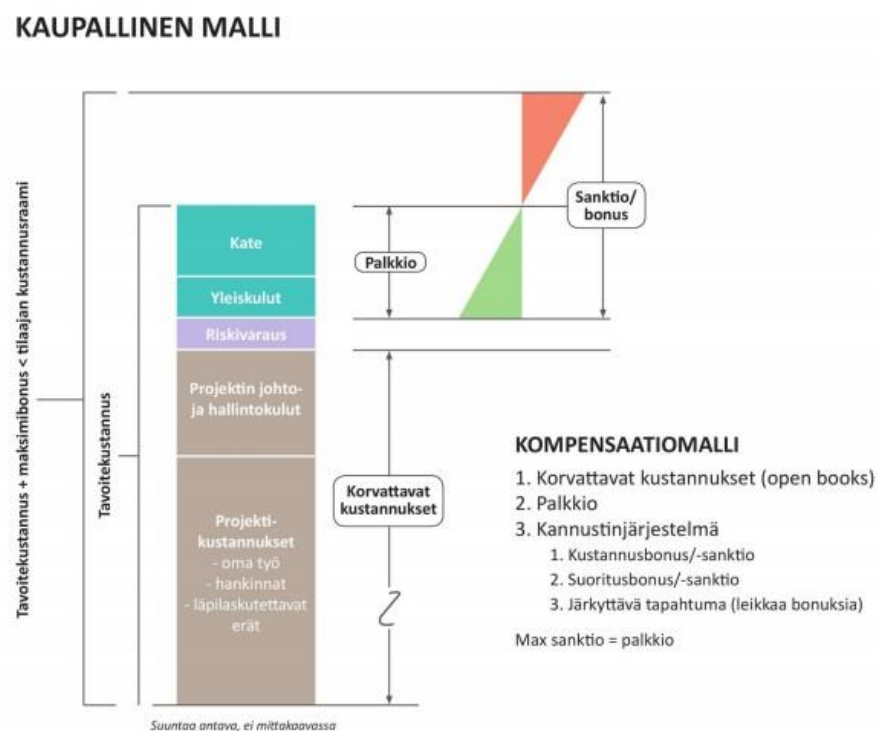 KAUPALLINEN MALLI
Tavoitekustannus + maksimibonus < tilaajan kustannusraami
Tavoitekustannus
Kate
Yleiskulut
Riskivaraus
Projektin johto-
ja hallintokulut
Projekti-
kustannukset
- oma työ
- hankinnat
- läpilaskutettavat
erät
Palkkio
Sanktio/
bonus
Korvattavat
kustannukset
KOMPENSAATIOMALLI
1. Korvattavat kustannukset (open books)
2. Palkkio
3. Kannustinjärjestelmä
1. Kustannusbonus/-sanktio
2. Suoritusbonus/-sanktio
3. Järkyttävä tapahtuma (leikkaa bonuksia)
Max sanktio = palkkio
Suuntaa antava, ei mittakaavassa